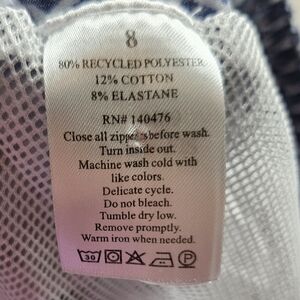 8
80% RECYCLED POLYESTER
12% COTTON
8% ELASTANE
RN# 140476
Close all zippers before wash.
Turn inside out.
Machine wash cold with
like colors.
Delicate cycle.
Do not bleach.
Tumble dry low.
Remove promptly.
Warm iron when needed.
30 P